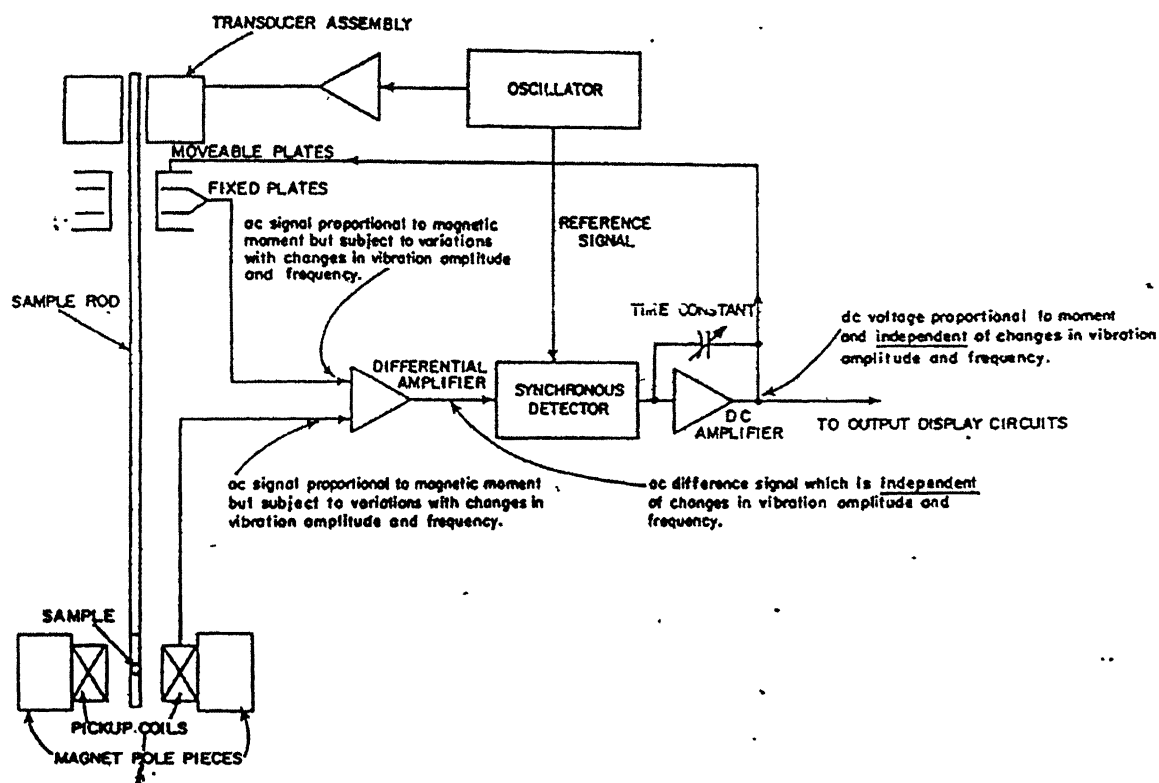 TRANSDUCER ASSEMBLY
OSCILLATOR
MOVEABLE PLATES
FIXED PLATES
ac signal proportional to magnetic
moment but subject to variations
with changes in vibration amplitude
and frequency.
REFERENCE
SIGNAL
SAMPLE ROD
TIME CONSTANT
dc voltage proportional to moment
and independent of changes in vibration
amplitude and frequency.
DIFFERENTIAL
AMPLIFIER
SYNCHRONOUS
DETECTOR
DC
AMPLIFIER
TO OUTPUT DISPLAY CIRCUITS
ac signal proportional to magnetic moment
but subject to variations with changes in
vibration amplitude and frequency.
ac difference signal which is independent
of changes in vibration amplitude and
frequency.
SAMPLE
PICKUP COILS
MAGNET POLE PIECES